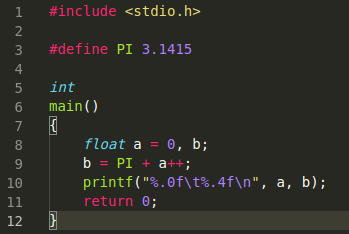 1 #include <stdio.h>
2
3 #define PI 3.1415
4
5 int
6 main()
7 {
8     float a = 0, b;
9     b = PI + a++;
10     printf("%.0f\t%.4f\n", a, b);
11     return 0;
12 }